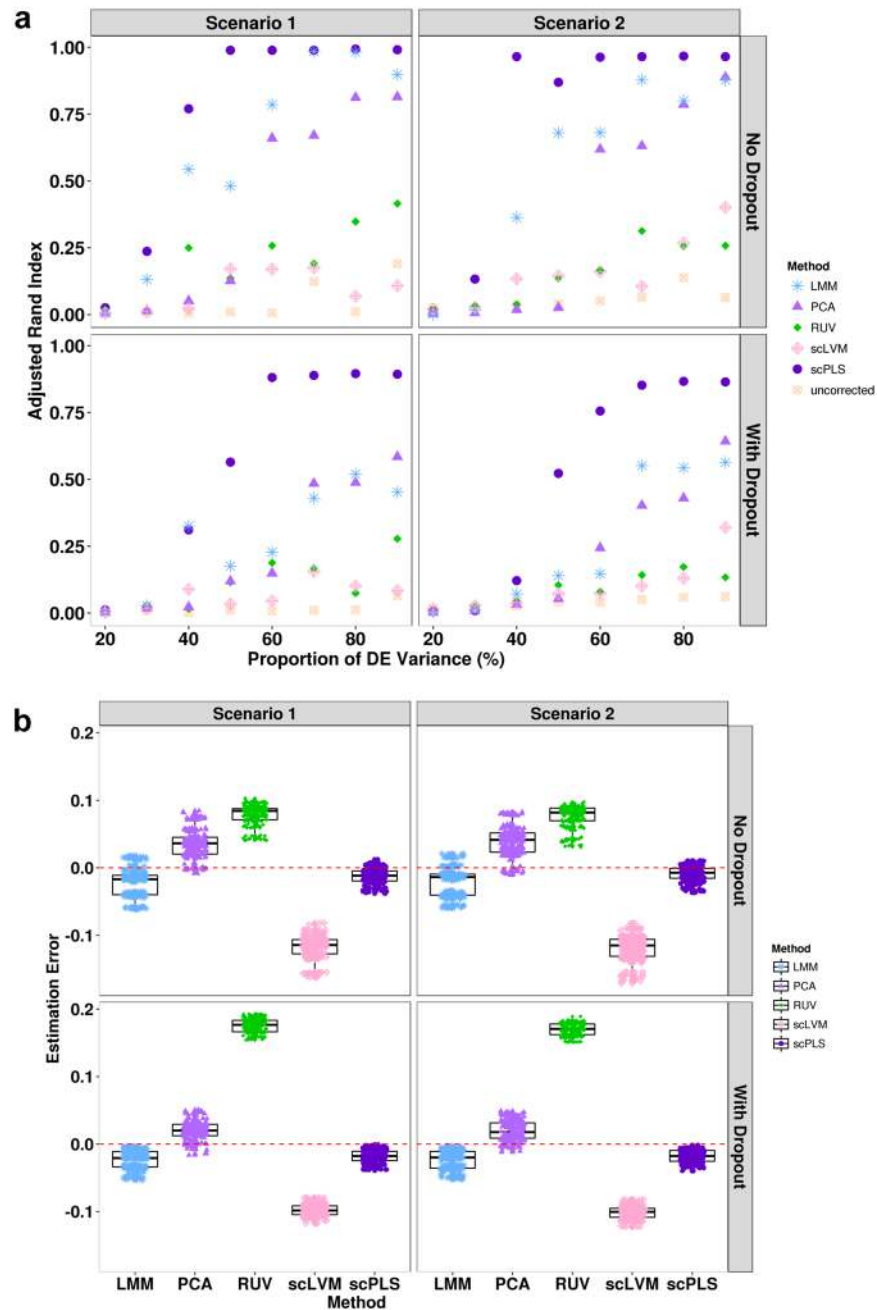 a
Scenario 1
Scenario 2
1.00
0.75
0.50
0.25
0.00
No Dropout
Adjusted Rand Index
1.00
0.75
0.50
0.25
0.00
With Dropout
20
40
60
80
20
40
60
80
Proportion of DE Variance (%)
Method
LMM
PCA
RUV
scLVM
scPLS
uncorrected
b
Scenario 1
Scenario 2
0.2
0.1
0.0
-0.1
No Dropout
Estimation Error
0.2
0.1
0.0
-0.1
With Dropout
LMM
PCA
RUV
scLVM
scPLS
LMM
PCA
RUV
scLVM
scPLS
Method
Method
LMM
PCA
RUV
scLVM
scPLS